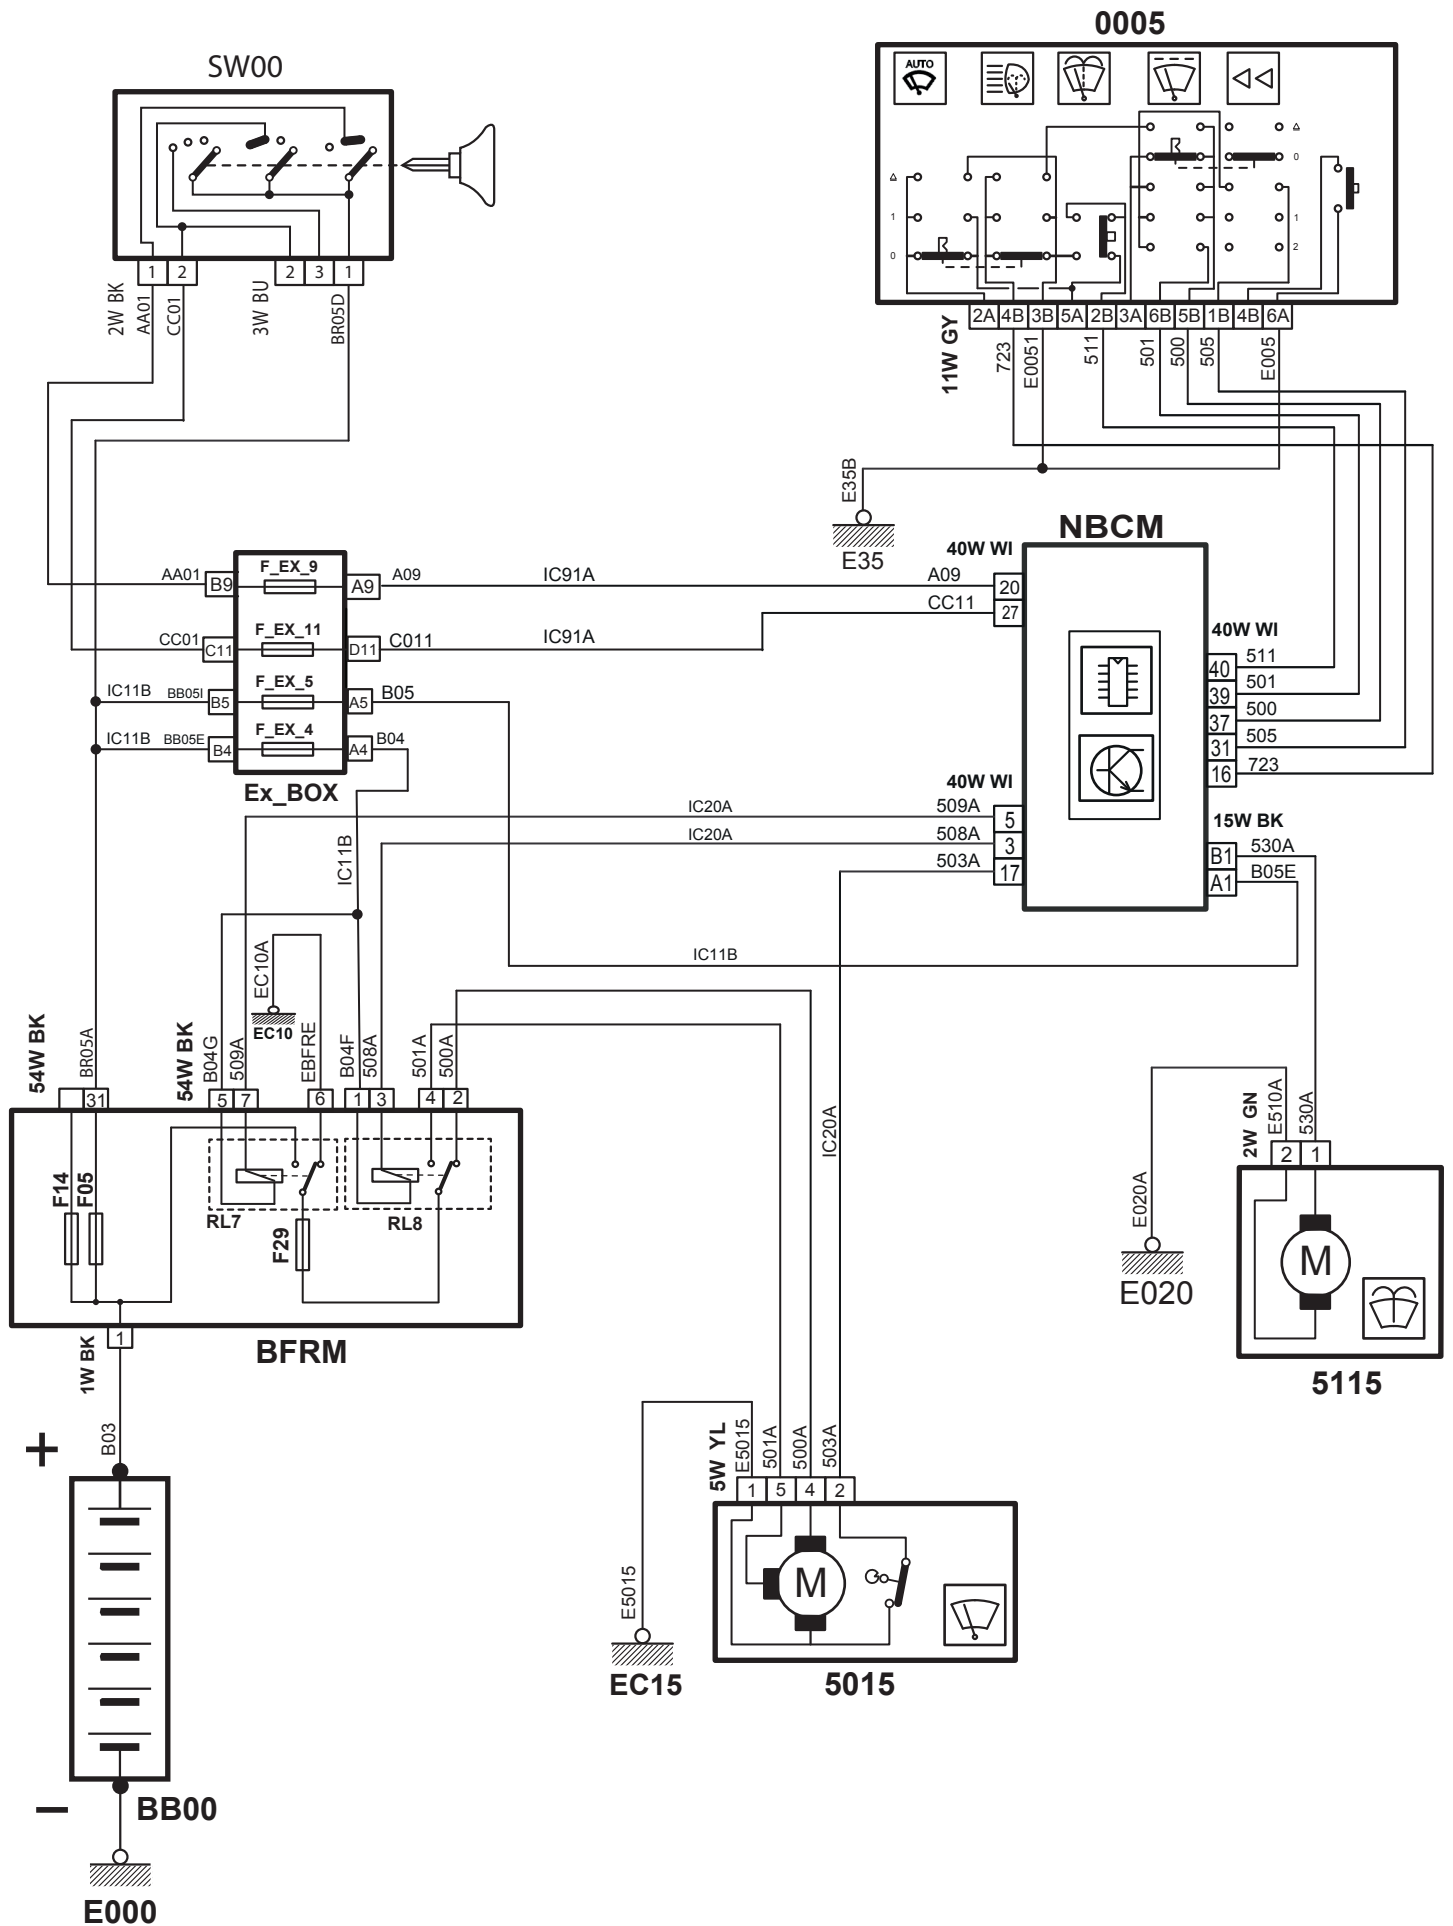 0005
SW00
AUTO
1
0
0
1
2
1 2 2 3 1
2W BK
AA01
CC01
3W BU
BR05D
2A 4B 3B 5A 2B 3A 6B 5B 1B 4B 6A
11W GY
723
E0051
511
501
500
505
E005
E35B
E35
NBCM
40W WI
AA01 B9 F_EX_9 A9 A09 IC91A A09 20
CC11 27
CC01 C11 F_EX_11 D11 C011 IC91A
IC11B BB05I B5 F_EX_5 A5 B05
IC11B BB05E B4 F_EX_4 A4 B04
Ex_BOX
40W WI
40 511
39 501
37 500
31 505
16 723
40W WI
IC20A 509A 5
IC20A 508A 3
503A 17
15W BK
B1 530A
A1 B05E
IC11B
IC11B
EC10A
EC10
54W BK
BR05A
54W BK
B04G
509A
EBFRE
B04F
508A
501A
500A
31 5 7 6 1 3 4 2
F14
F05
RL7
F29
RL8
1
1W BK
BFRM
B03
+
−
BB00
E000
IC20A
E020A
E020
2W GN
E510A
530A
2 1
M
5115
5W YL
E5015
501A
500A
503A
1 5 4 2
E5015
EC15
M
5015